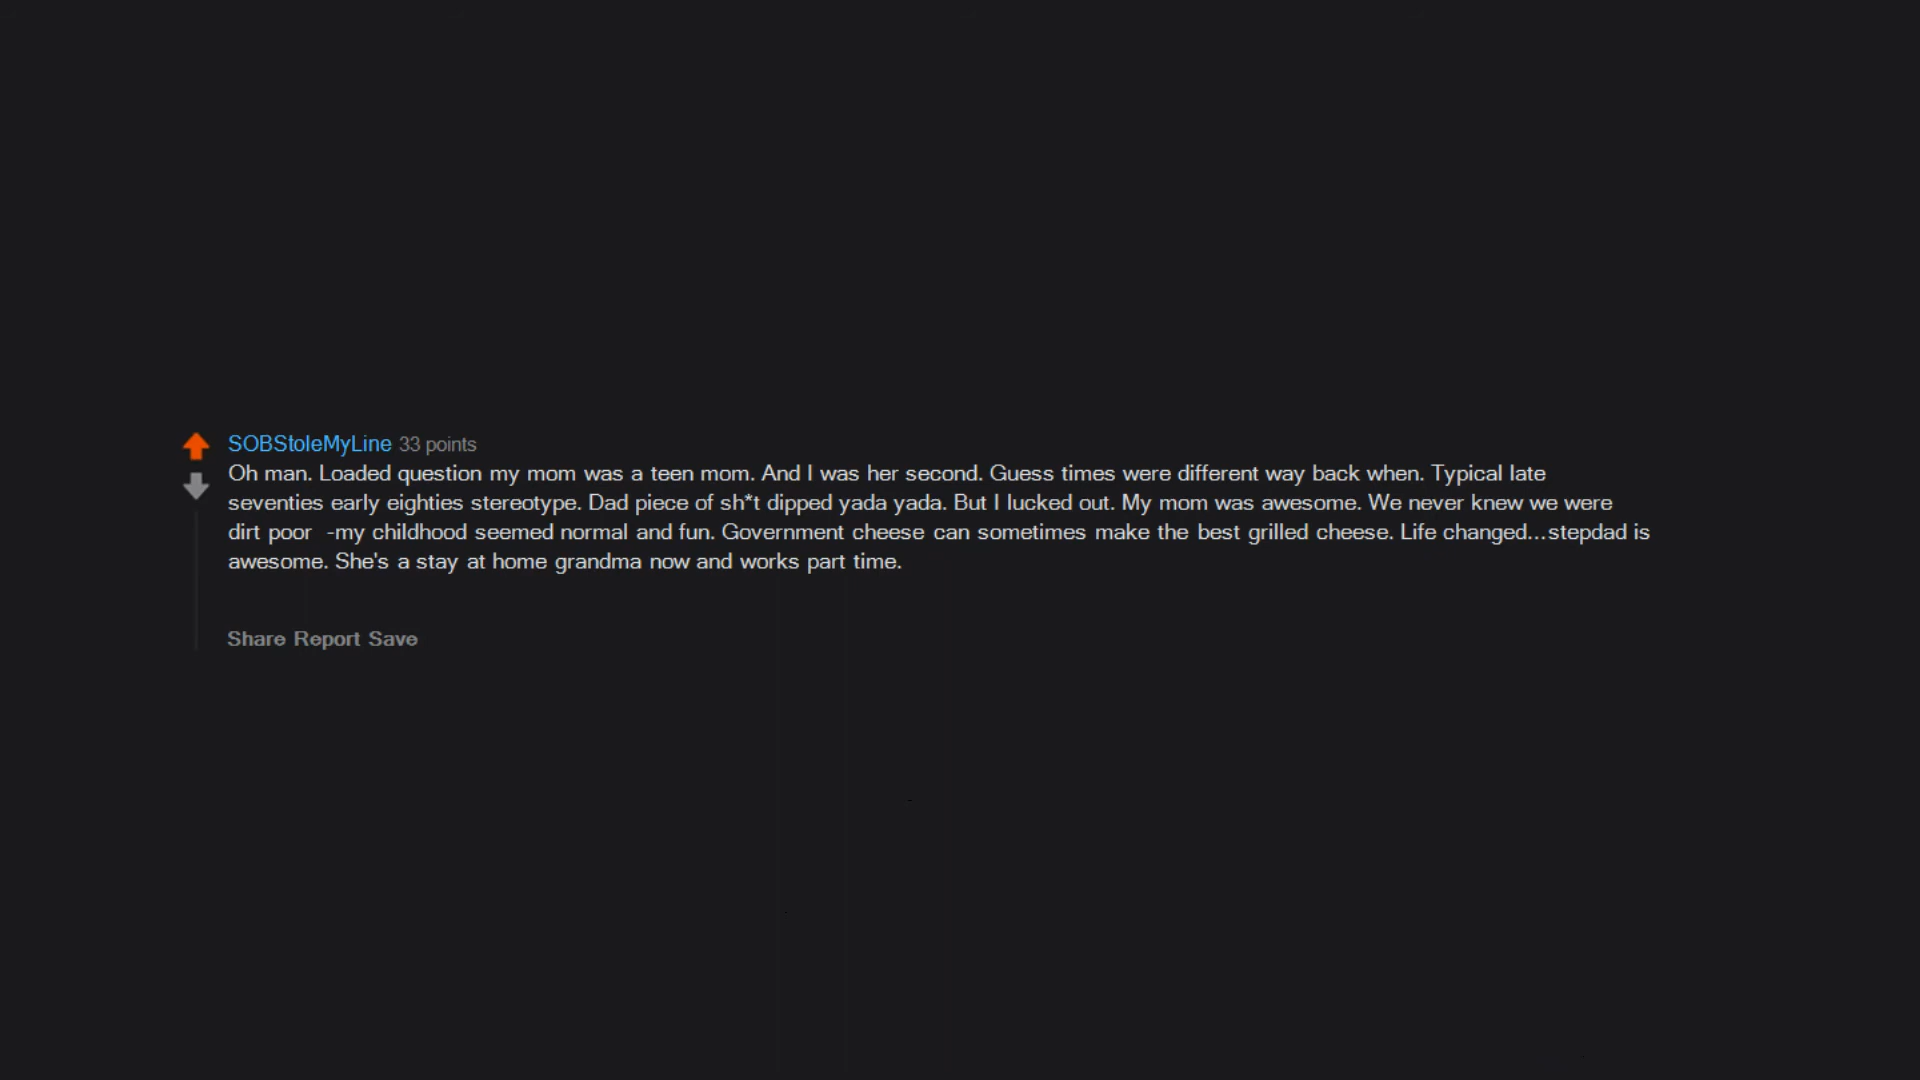 SOBStoleMyLine 33 points
Oh man. Loaded question my mom was a teen mom. And I was her second. Guess times were different way back when. Typical late
seventies early eighties stereotype. Dad piece of sh*t dipped yada yada. But I lucked out. My mom was awesome. We never knew we were
dirt poor  -my childhood seemed normal and fun. Government cheese can sometimes make the best grilled cheese. Life changed...stepdad is
awesome. She's a stay at home grandma now and works part time.
Share Report Save